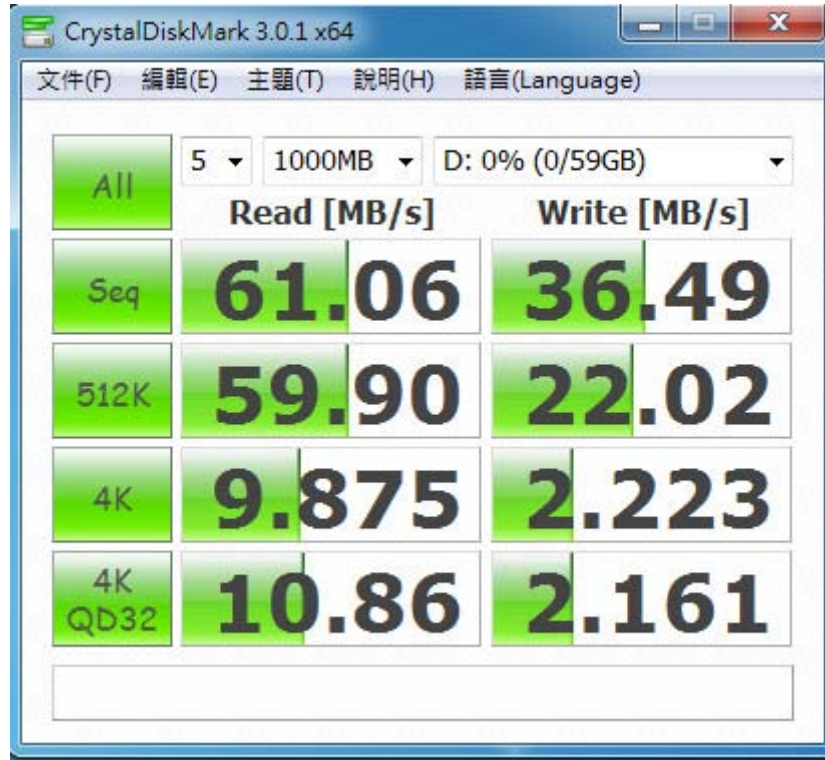 CrystalDiskMark 3.0.1 x64
文件(F) 編輯(E) 主題(T) 說明(H) 語言(Language)
All 5 1000MB D: 0% (0/59GB)
Read [MB/s] Write [MB/s]
Seq 61.06 36.49
512K 59.90 22.02
4K 9.875 2.223
4K
QD32 10.86 2.161